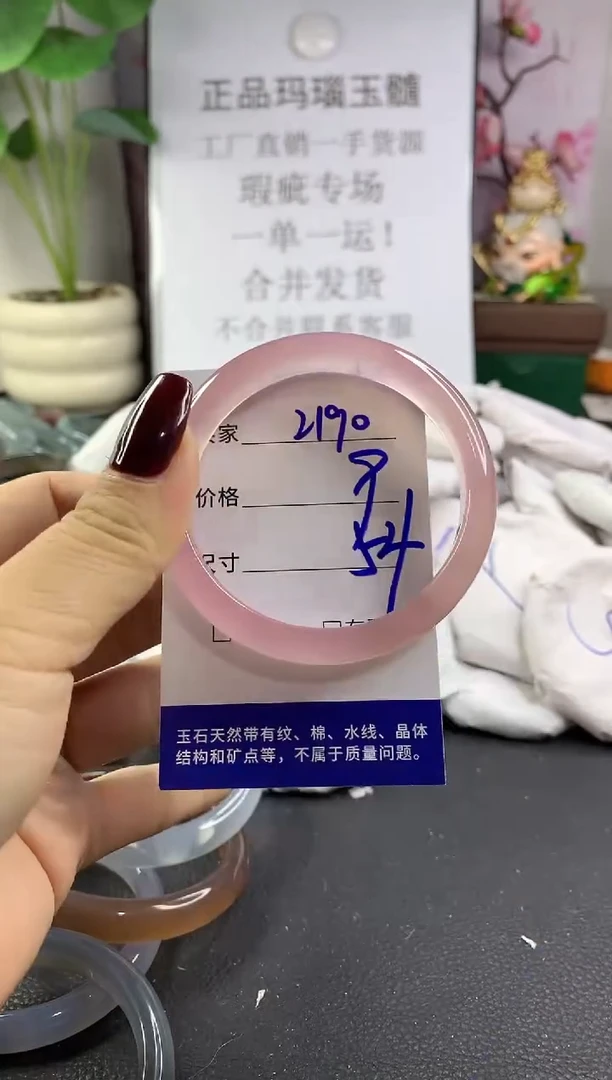 正品玛瑙玉髓
工厂直销一手货源
瑕疵专场
一单一运！
合并发货
不合并联系客服
家 2190
价格
尺寸 54
玉石天然带有纹、棉、水线、晶体
结构和矿点等，不属于质量问题。